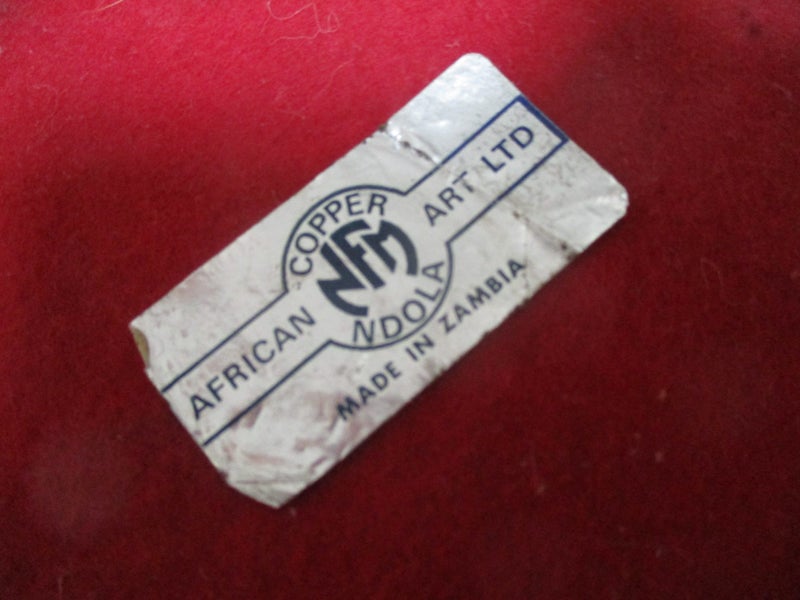 AFRICAN COPPER ART LTD
NFM
NDOLA
MADE IN ZAMBIA